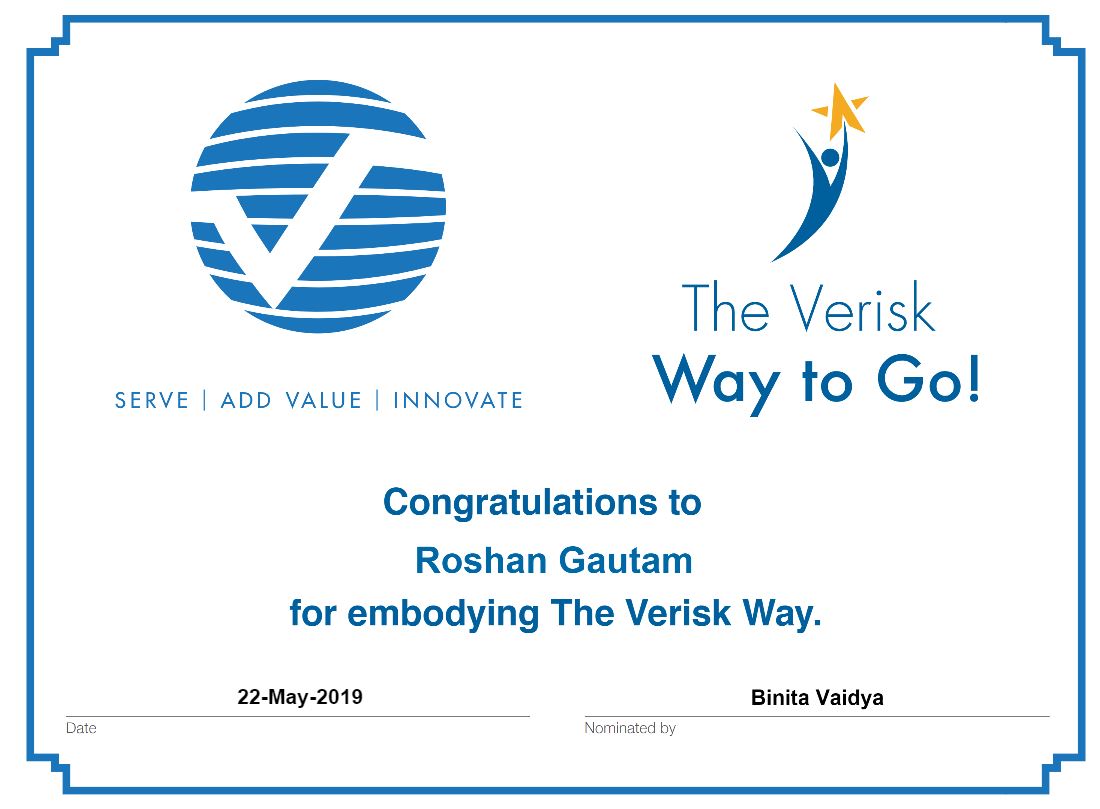 SERVE | ADD VALUE | INNOVATE
The Verisk
Way to Go!
Congratulations to
Roshan Gautam
for embodying The Verisk Way.
22-May-2019
Date
Binita Vaidya
Nominated by